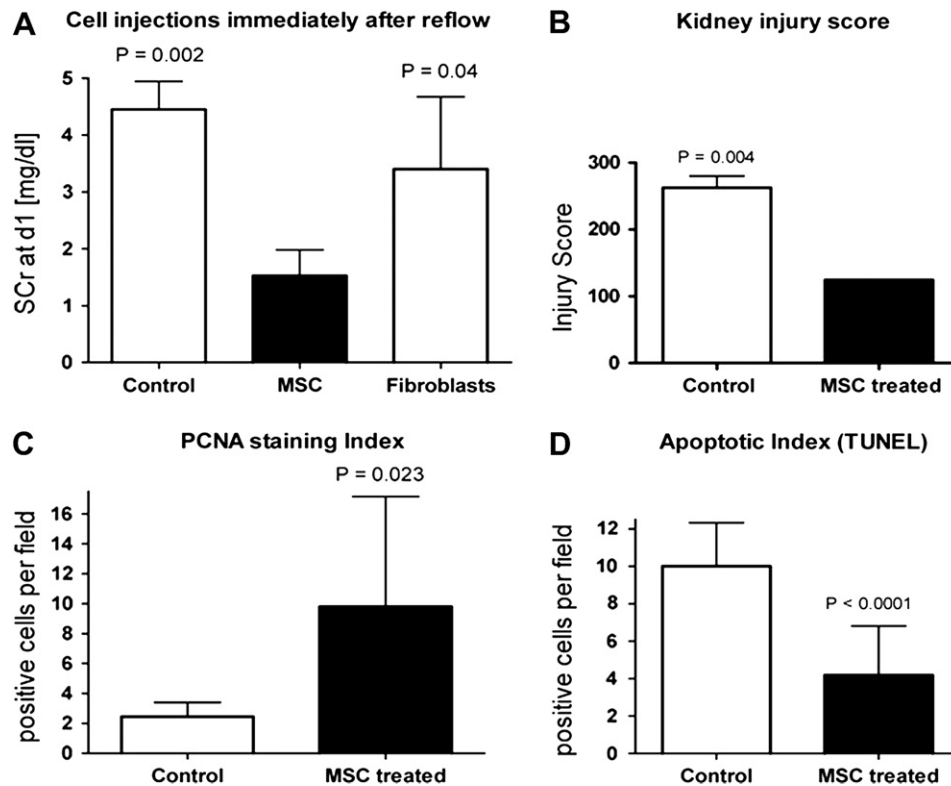 A
Cell injections immediately after reflow
P = 0.002
P = 0.04
SCr at d1 [mg/dl]
5
4
3
2
1
0
Control
MSC
Fibroblasts
B
Kidney injury score
P = 0.004
Injury Score
300
200
100
0
Control
MSC treated
C
PCNA staining Index
P = 0.023
positive cells per field
16
14
12
10
8
6
4
2
0
Control
MSC treated
D
Apoptotic Index (TUNEL)
P < 0.0001
positive cells per field
12
10
8
6
4
2
0
Control
MSC treated